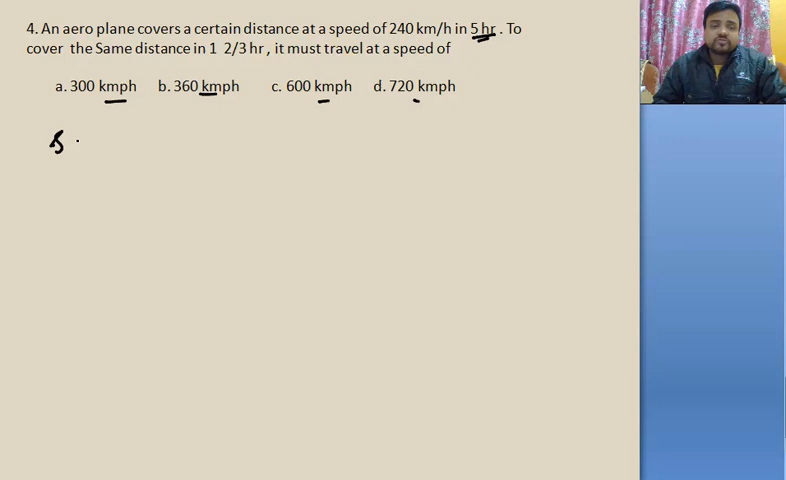 4. An aero plane covers a certain distance at a speed of 240 km/h in 5 hr . To
cover the Same distance in 1 2/3 hr , it must travel at a speed of
a. 300 kmph b. 360 kmph c. 600 kmph d. 720 kmph